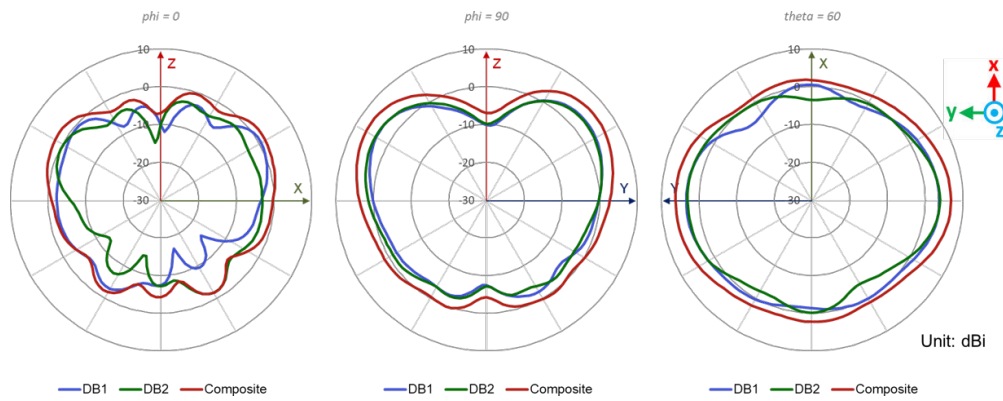 phi = 0
10
Z
0
-10
-20
-30
X
DB1 DB2 Composite
phi = 90
10
Z
0
-10
-20
-30
Y
DB1 DB2 Composite
theta = 60
10
X
0
-10
-20
-30
Y
DB1 DB2 Composite
x
y
z
Unit: dBi